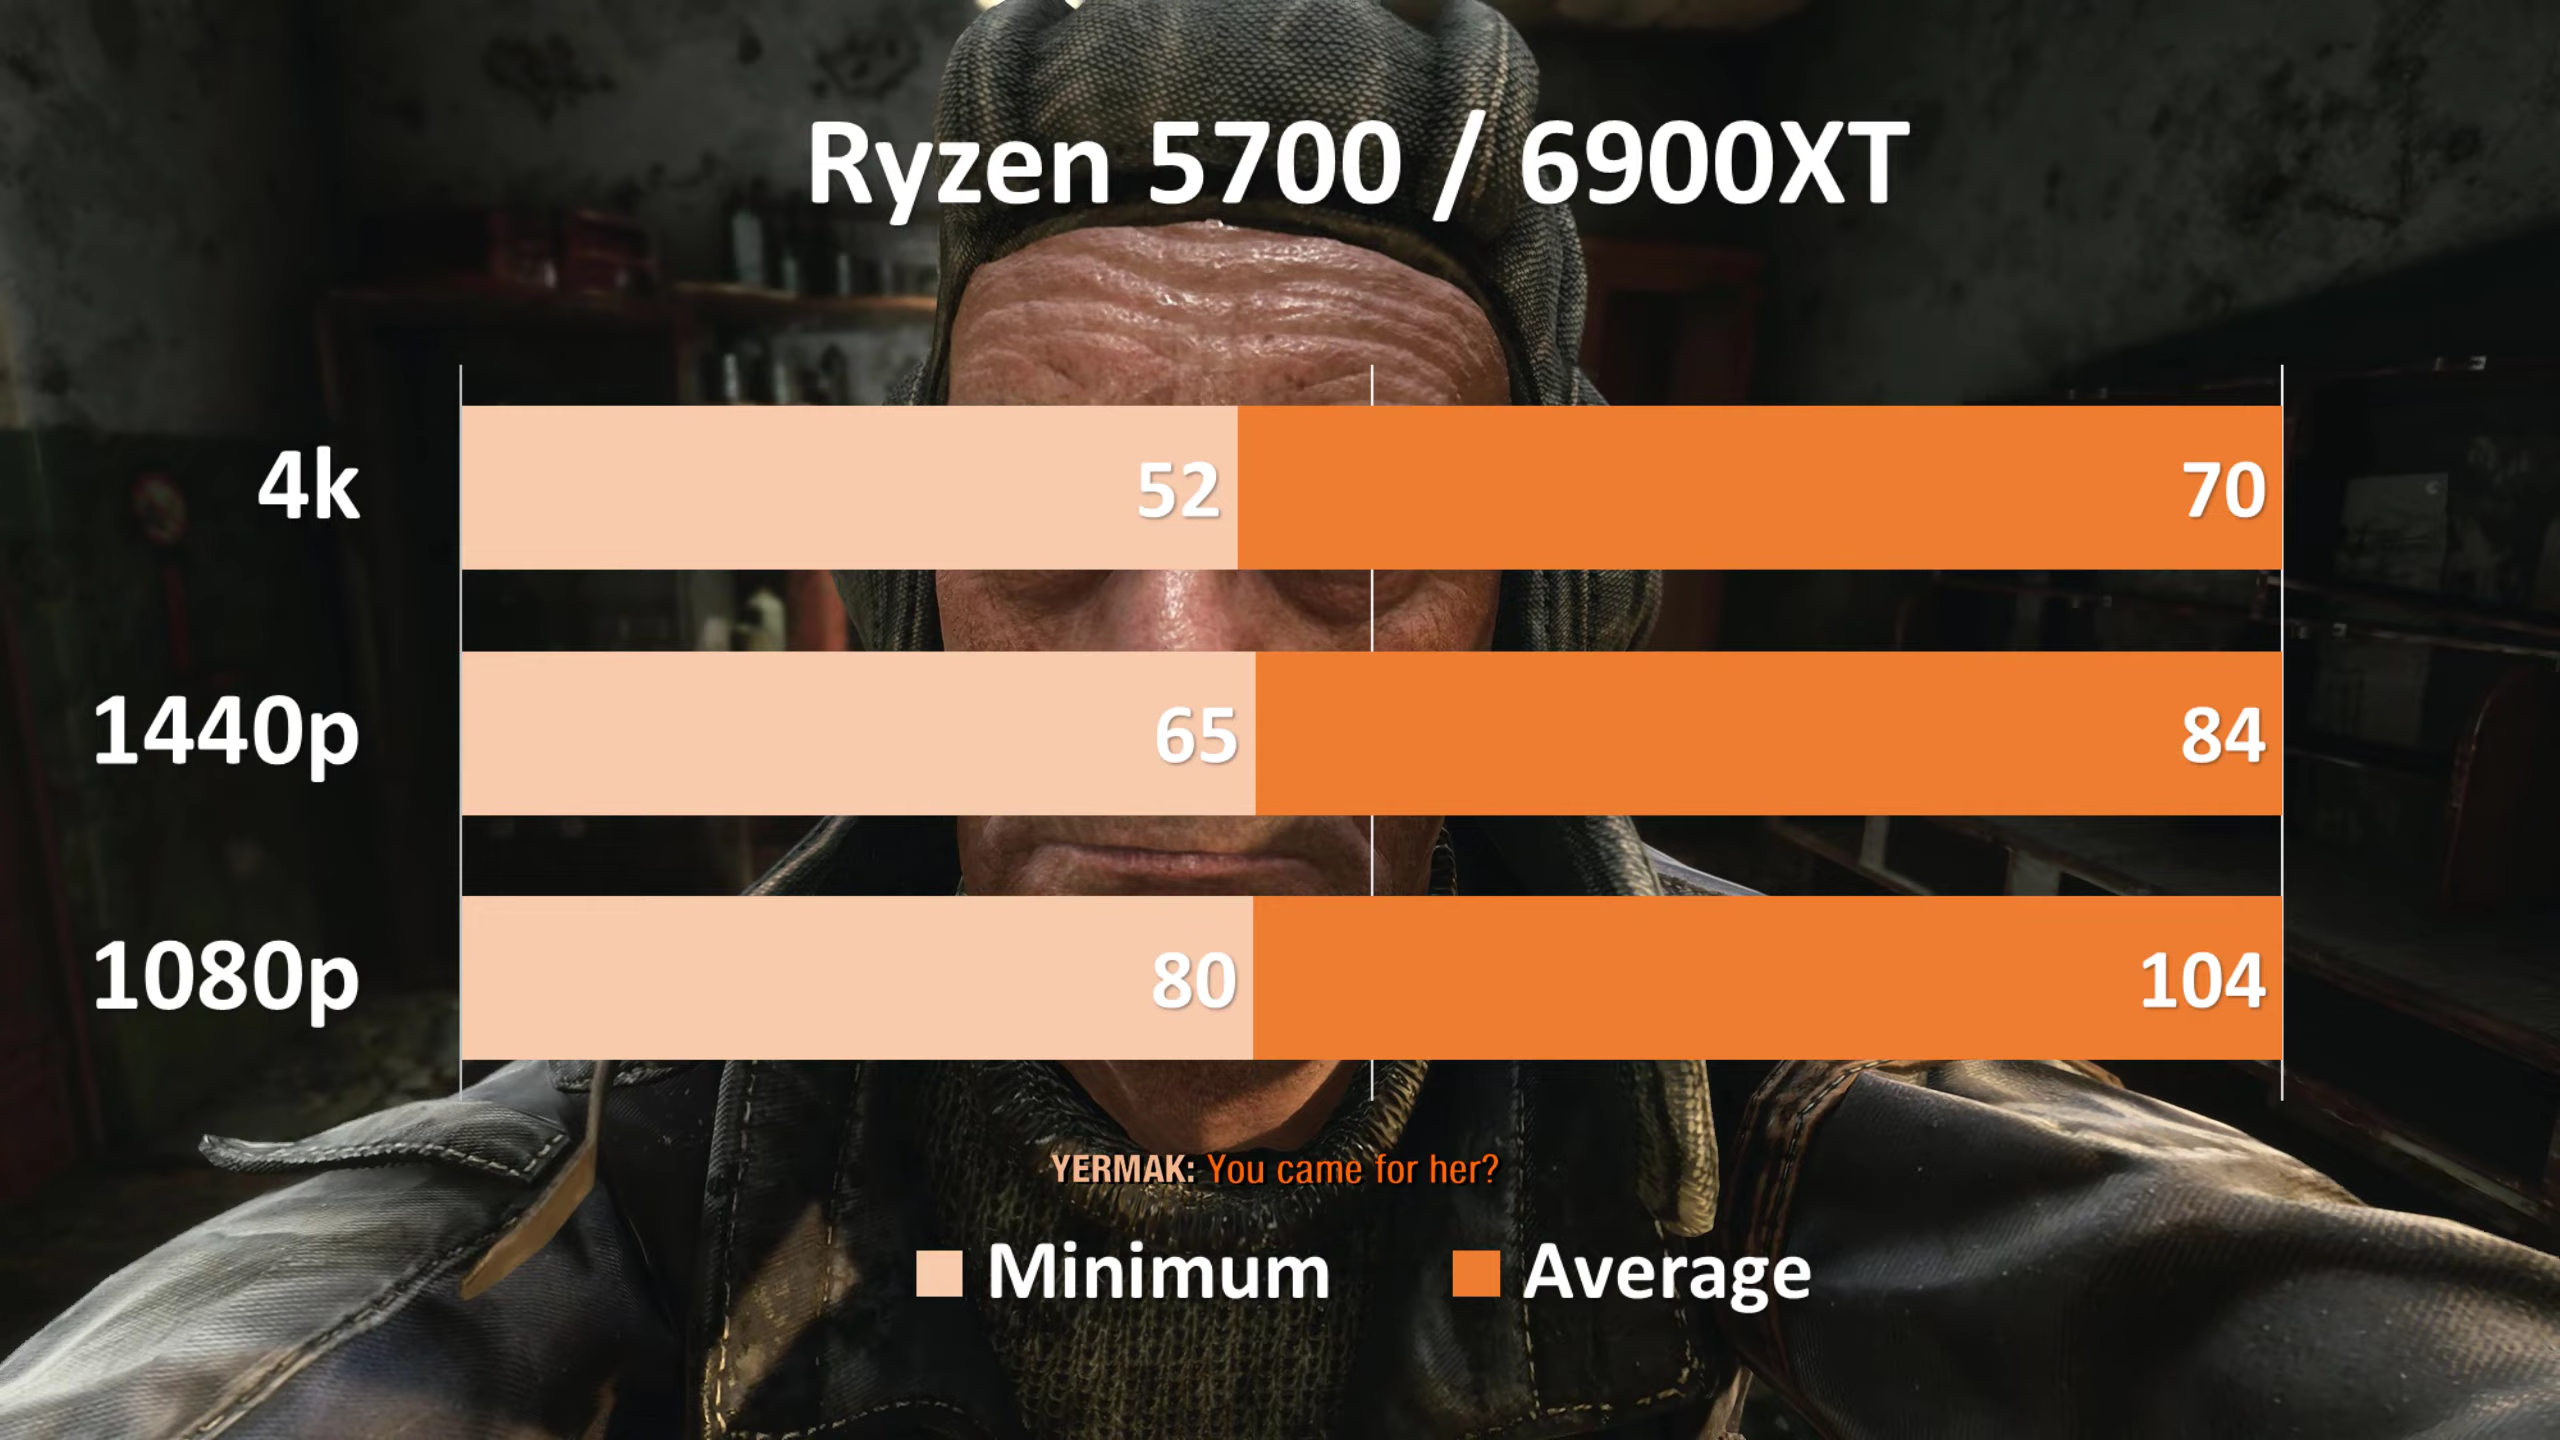 Ryzen 5700 / 6900XT
4k 52 70
1440p 65 84
1080p 80 104
YERMAK: You came for her?
Minimum Average